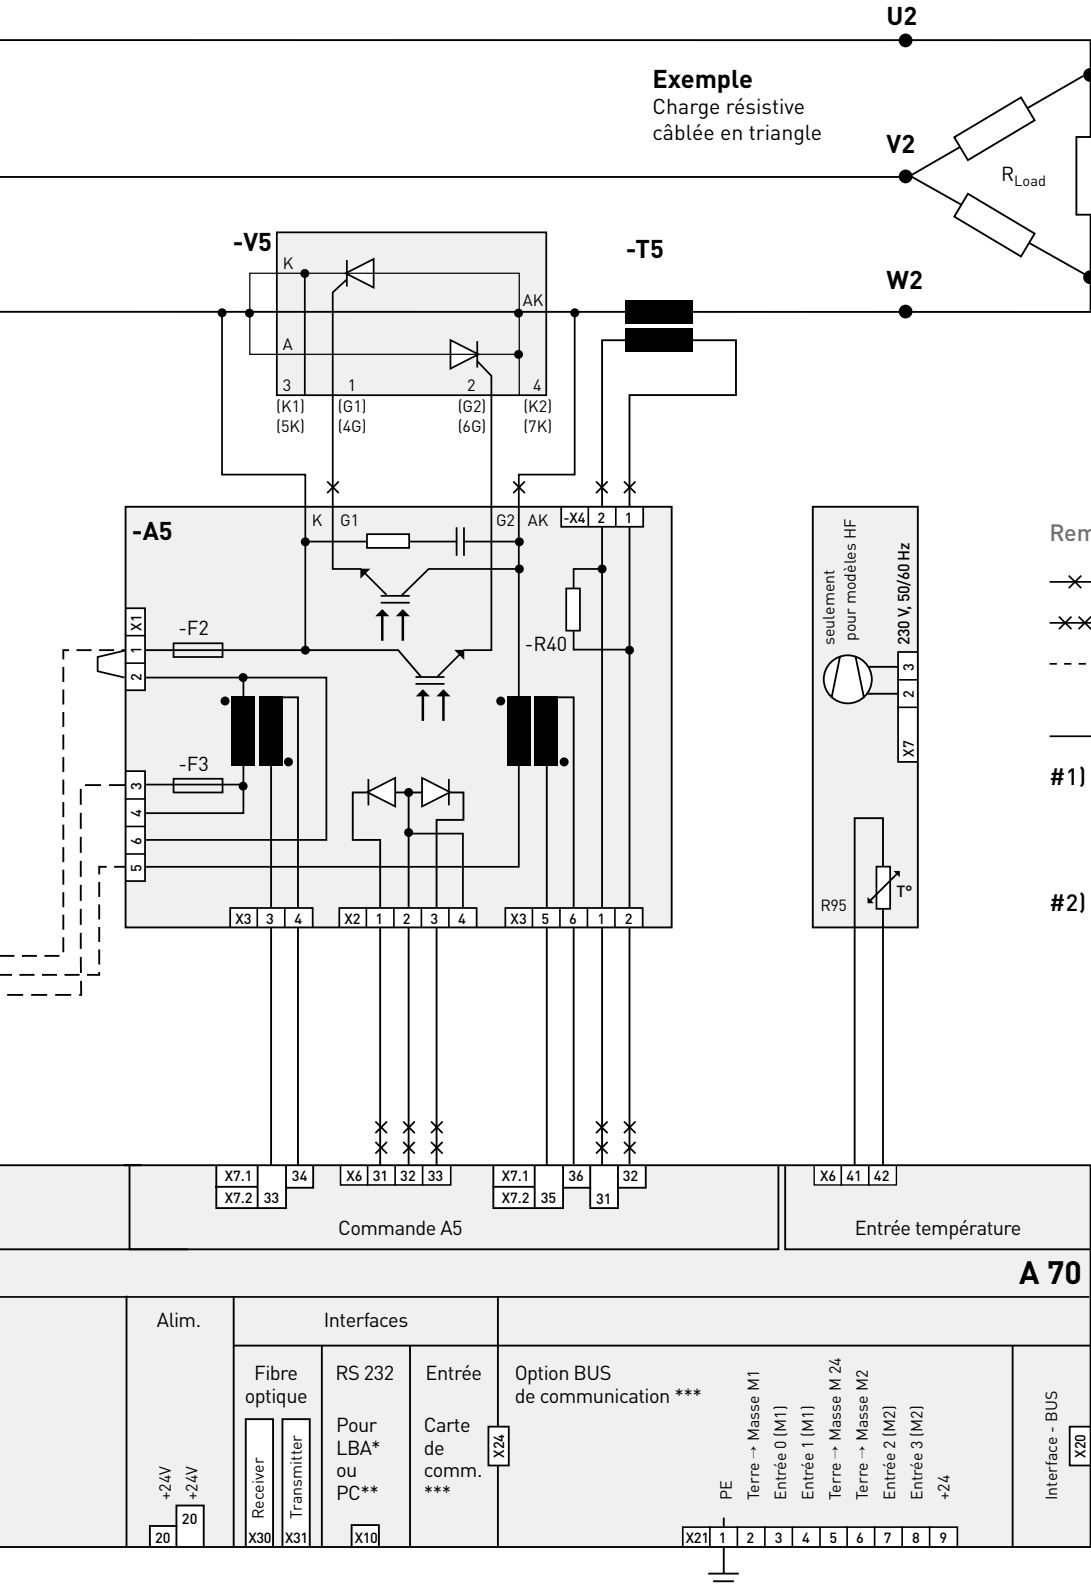 U2
Exemple
Charge résistive
câblée en triangle
V2
R Load
-V5
-T5
W2
K
AK
A
3 1 2 4
(K1) (G1) (G2) (K2)
(5K) (4G) (6G) (7K)
-A5
K G1 G2 AK
-X4 2 1
seulement
pour modèles HF
230 V, 50/60 Hz
Rem
X1
-F2
1
2
-R40
3
2
X7
-F3
3
4
6
5
#1)
#2)
R95
T°
X3 3 4
X2 1 2 3 4
X3 5 6 1 2
X7.1 34
X7.2 33
X6 31 32 33
X7.1 36 32
X7.2 35 31
X6 41 42
Commande A5
Entrée température
A 70
Alim.
Interfaces
Fibre
optique
RS 232
Entrée
Option BUS
de communication ***
Pour
LBA*
ou
PC**
Carte
de
comm.
***
X24
+24V
+24V
20
20
Receiver
Transmitter
X30
X31
X10
PE
Terre → Masse M1
Entrée 0 (M1)
Entrée 1 (M1)
Terre → Masse M 24
Terre → Masse M2
Entrée 2 (M2)
Entrée 3 (M2)
+24
X21 1 2 3 4 5 6 7 8 9
Interface - BUS
X20